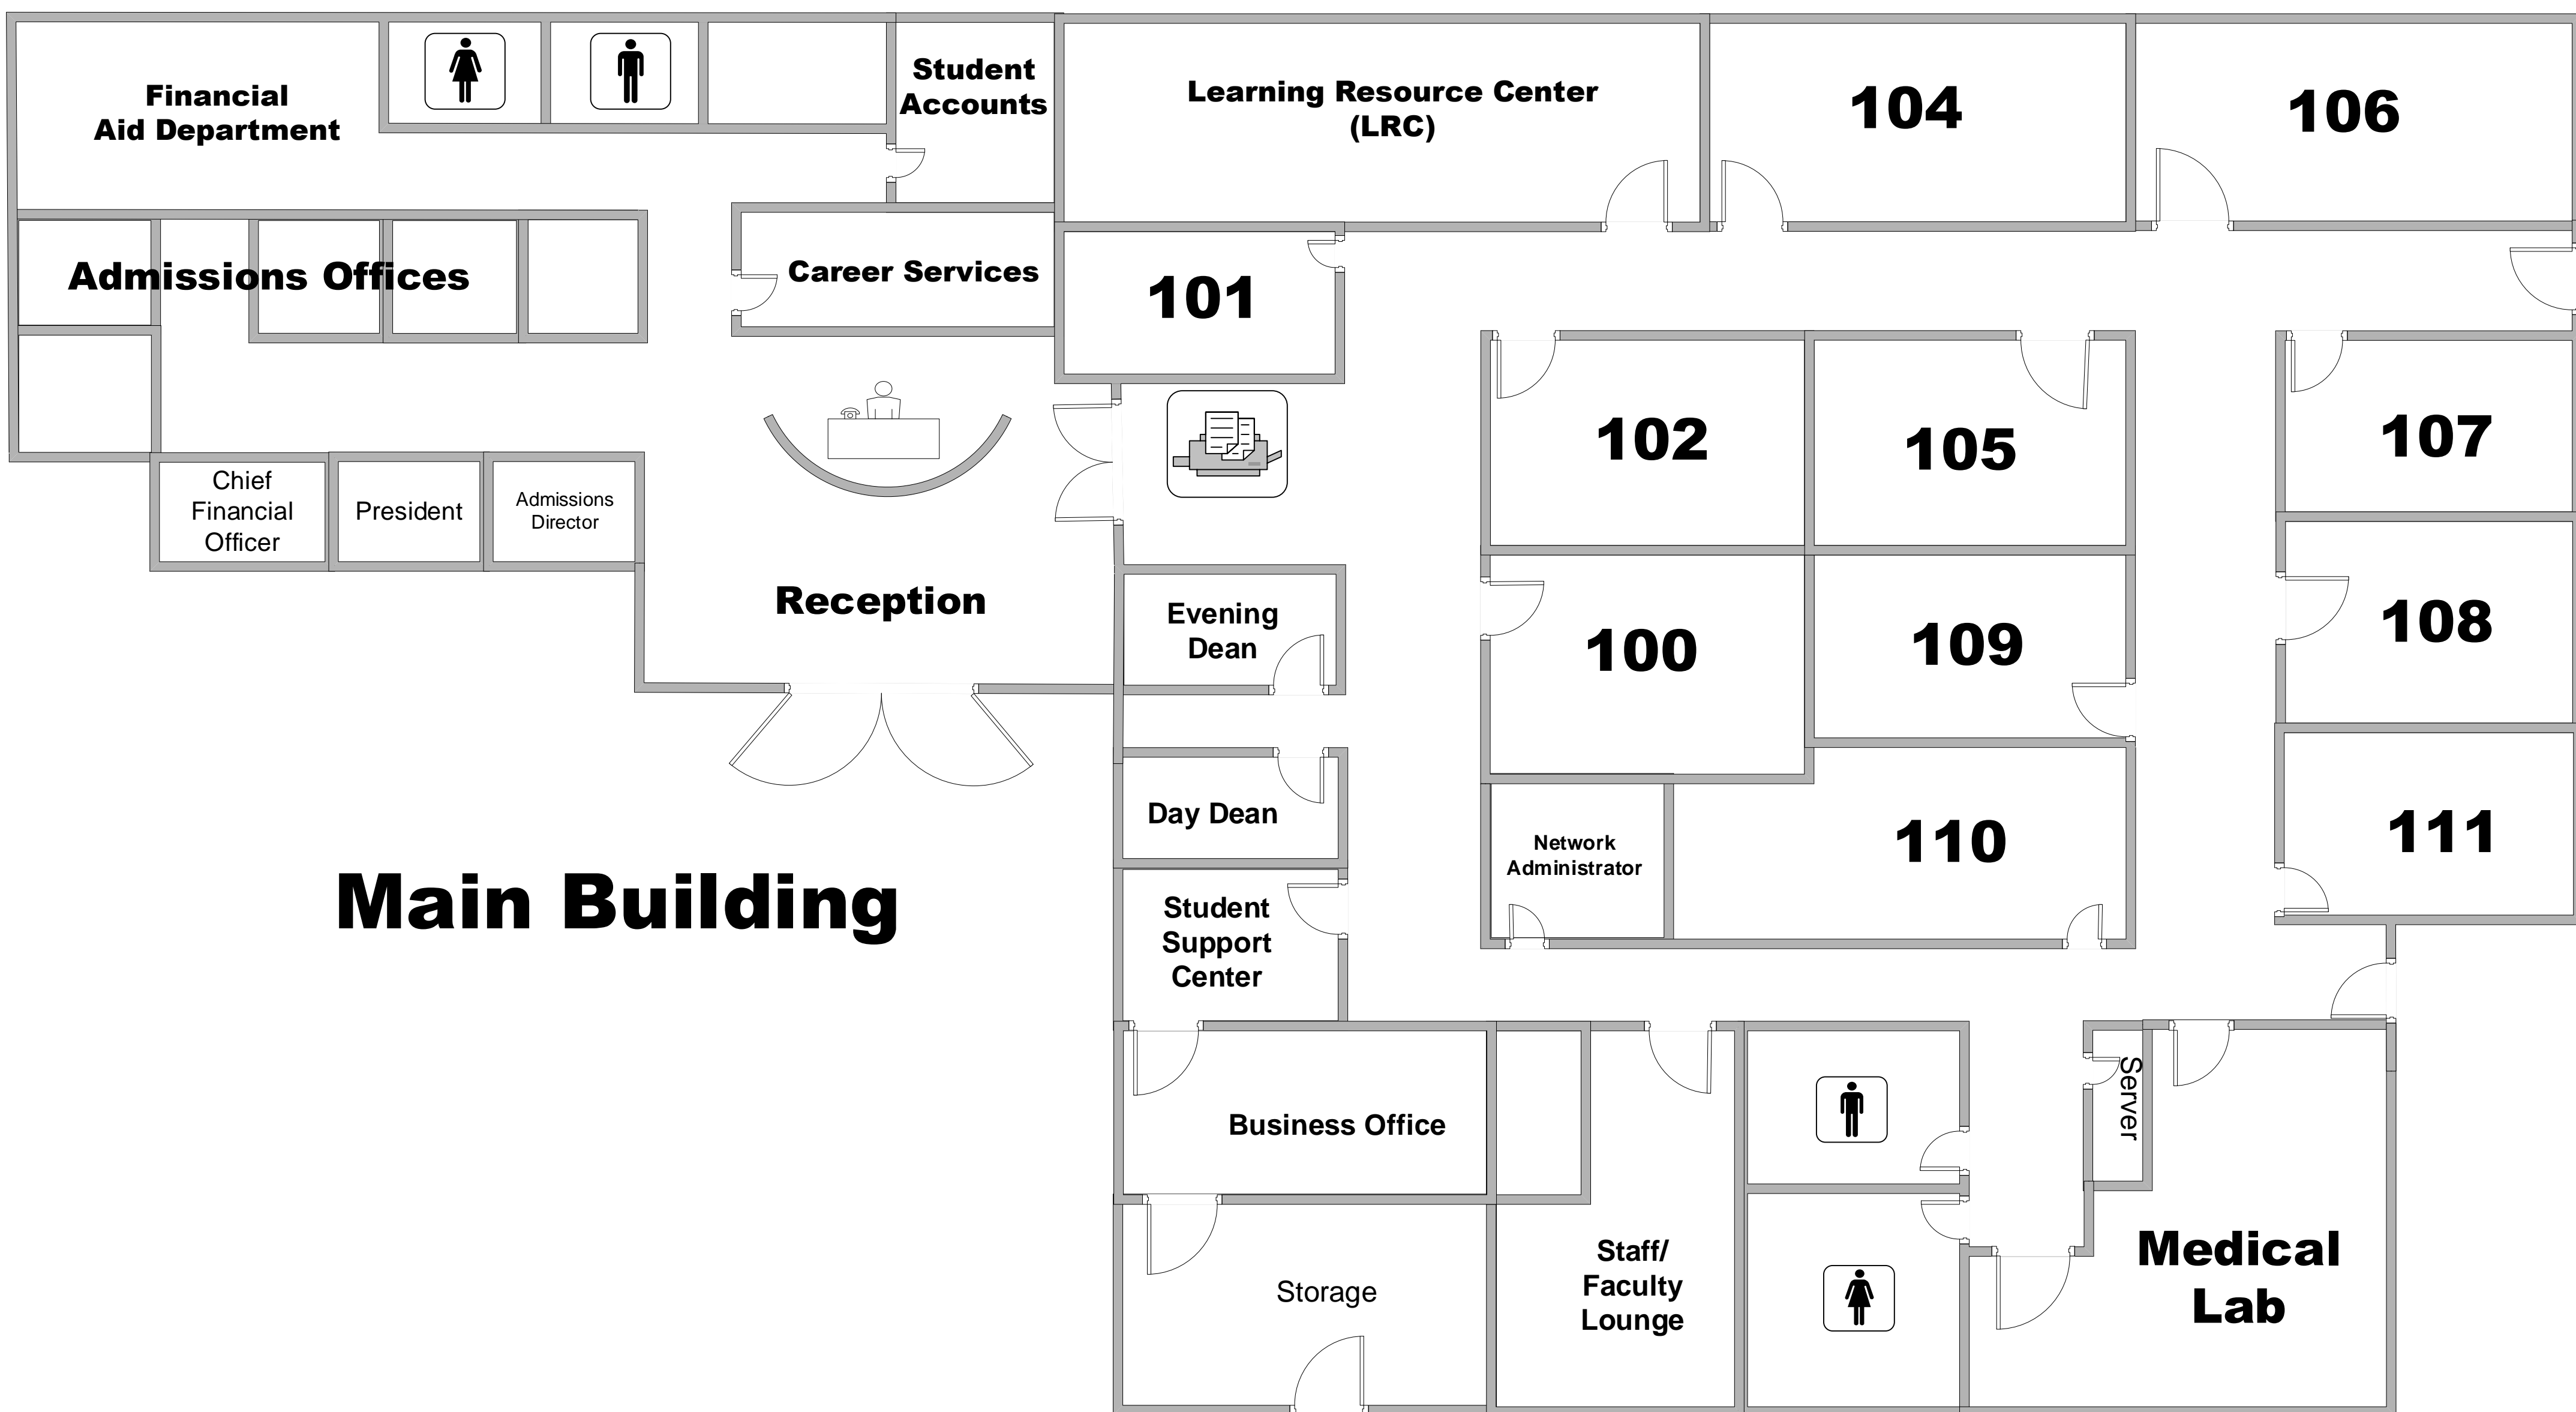 Financial
Aid Department
Student
Accounts
Learning Resource Center
(LRC)
104
106
Admissions Offices
Career Services
101
102
105
107
Chief
Financial
Officer
President
Admissions
Director
Reception
Evening
Dean
100
109
108
Day Dean
Network
Administrator
110
111
Main Building
Student
Support
Center
Business Office
Server
Storage
Staff/
Faculty
Lounge
Medical
Lab